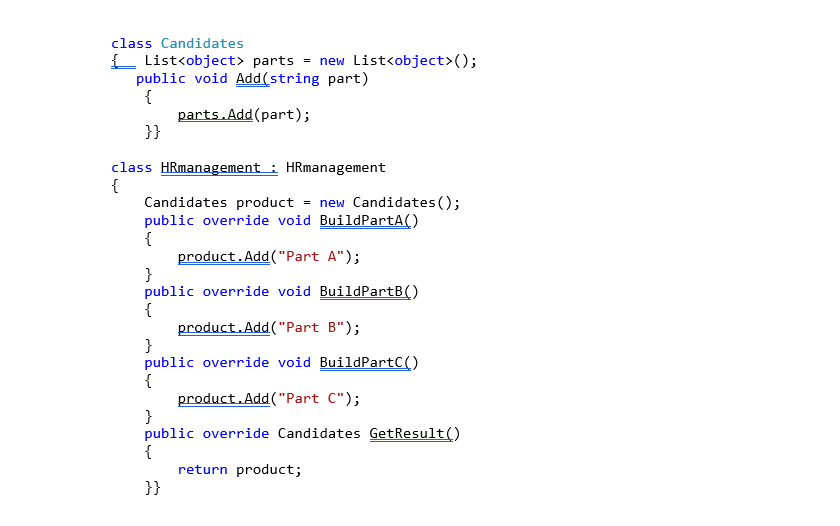 class Candidates
{   List<object> parts = new List<object>();
   public void Add(string part)
    {
        parts.Add(part);
    }}

class HRmanagement : HRmanagement
{
    Candidates product = new Candidates();
    public override void BuildPartA()
    {
        product.Add("Part A");
    }
    public override void BuildPartB()
    {
        product.Add("Part B");
    }
    public override void BuildPartC()
    {
        product.Add("Part C");
    }
    public override Candidates GetResult()
    {
        return product;
    }}